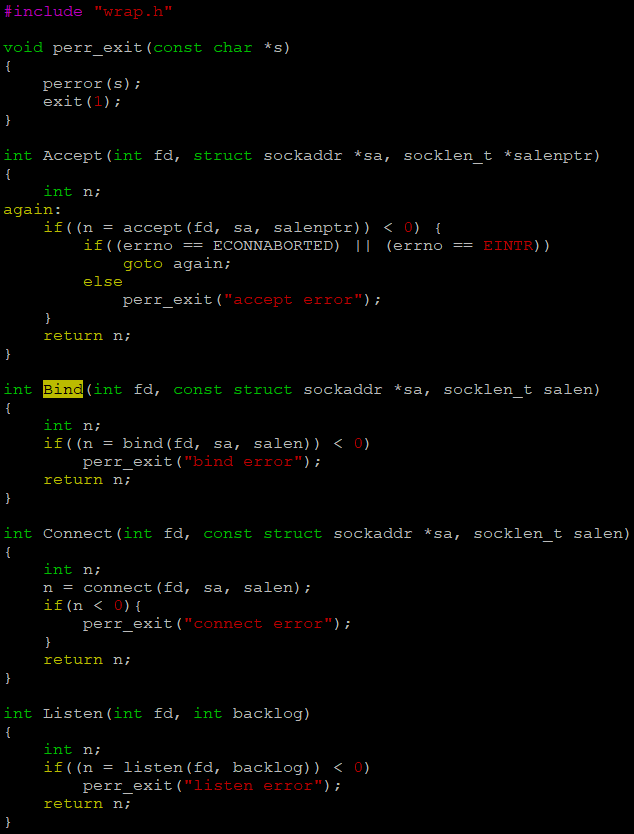 #include "wrap.h"
void perr_exit(const char *s)
{
    perror(s);
    exit(1);
}
int Accept(int fd, struct sockaddr *sa, socklen_t *salenptr)
{
    int n;
again:
    if((n = accept(fd, sa, salenptr)) < 0) {
        if((errno == ECONNABORTED) || (errno == EINTR))
            goto again;
        else
            perr_exit("accept error");
    }
    return n;
}
int Bind(int fd, const struct sockaddr *sa, socklen_t salen)
{
    int n;
    if((n = bind(fd, sa, salen)) < 0)
        perr_exit("bind error");
    return n;
}
int Connect(int fd, const struct sockaddr *sa, socklen_t salen)
{
    int n;
    n = connect(fd, sa, salen);
    if(n < 0){
        perr_exit("connect error");
    }
    return n;
}
int Listen(int fd, int backlog)
{
    int n;
    if((n = listen(fd, backlog)) < 0)
        perr_exit("listen error");
    return n;
}